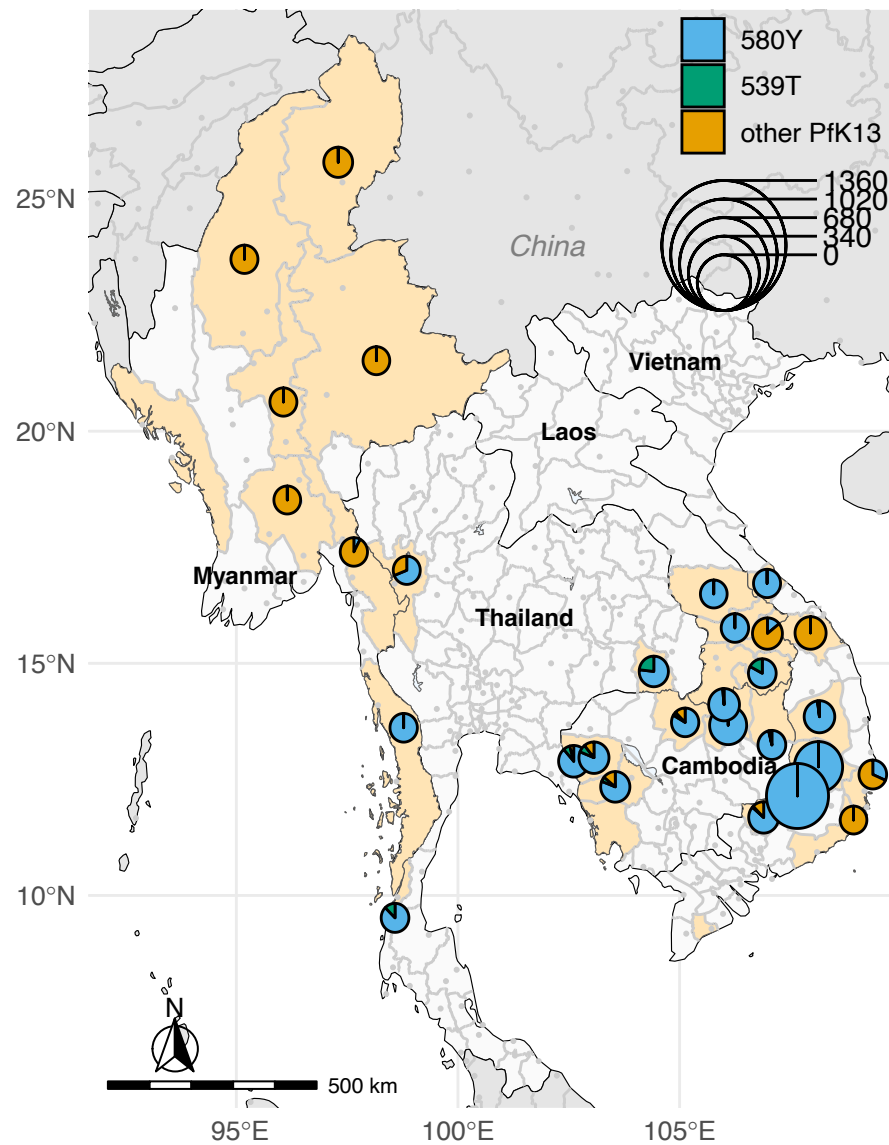 580Y
539T
other PfK13
1360
1020
680
340
0
25°N
China
Vietnam
20°N
Laos
Myanmar
Thailand
15°N
Cambodia
10°N
N
500 km
95°E
100°E
105°E